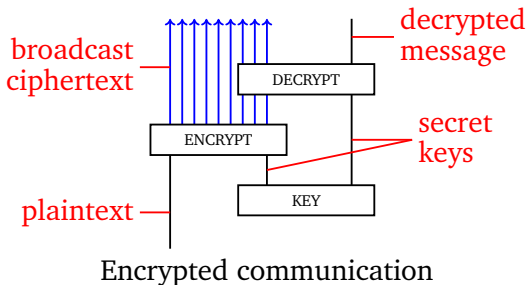 broadcast
ciphertext
decrypted
message
DECRYPT
ENCRYPT
secret
keys
plaintext
KEY
Encrypted communication